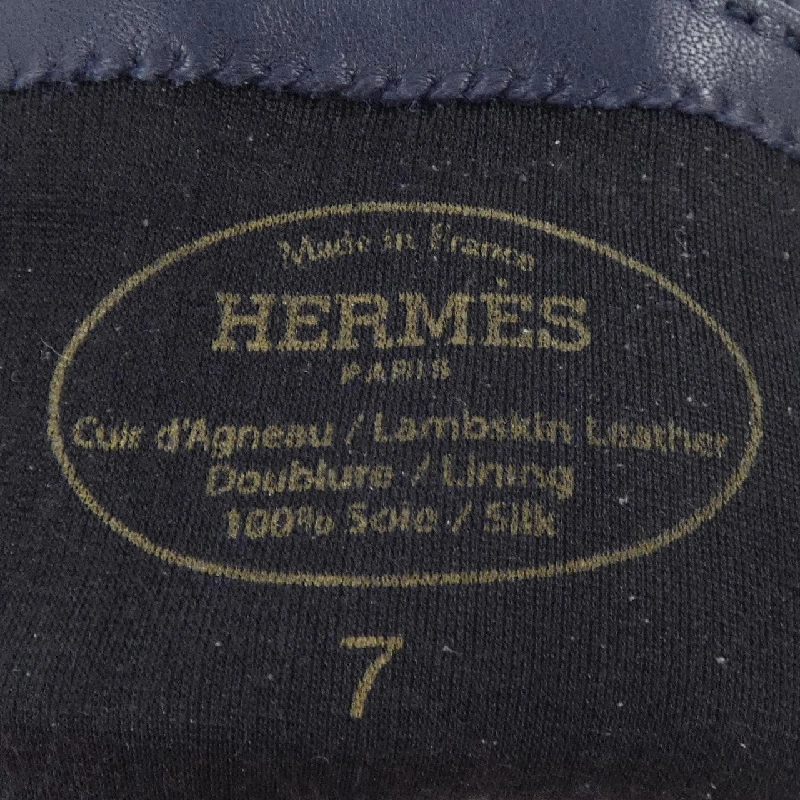 Made in France
HERMÈS
PARIS
Cuir d'Agneau / Lambskin Leather
Doublure / Lining
100% Soie / Silk
7